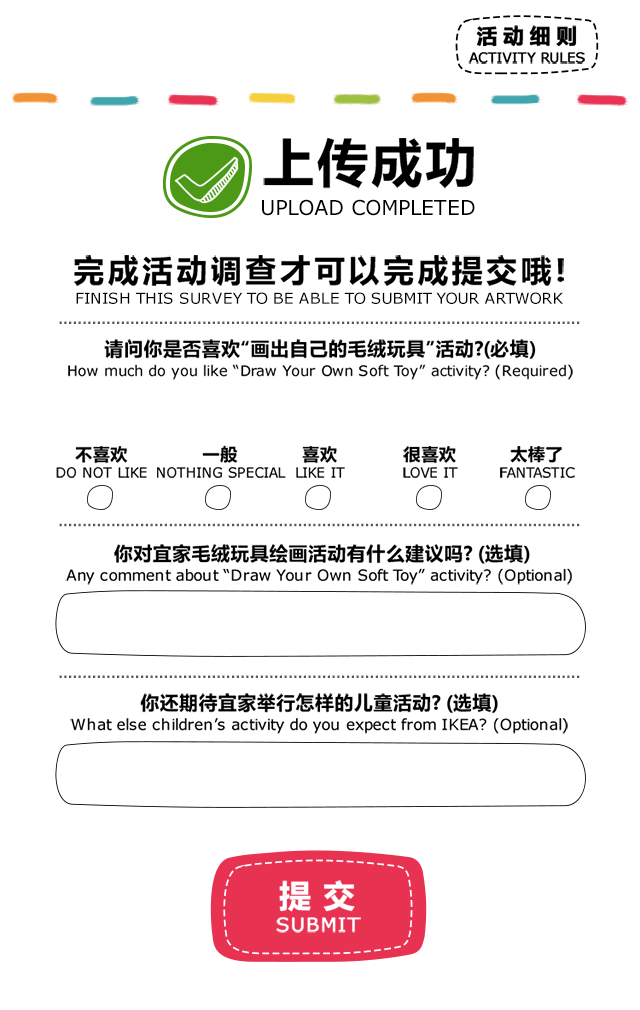 活动细则
ACTIVITY RULES
上传成功
UPLOAD COMPLETED
完成活动调查才可以完成提交哦!
FINISH THIS SURVEY TO BE ABLE TO SUBMIT YOUR ARTWORK
请问你是否喜欢“画出自己的毛绒玩具”活动?(必填)
How much do you like “Draw Your Own Soft Toy” activity? (Required)
不喜欢 一般 喜欢 很喜欢 太棒了
DO NOT LIKE NOTHING SPECIAL LIKE IT LOVE IT FANTASTIC
你对宜家毛绒玩具绘画活动有什么建议吗? (选填)
Any comment about “Draw Your Own Soft Toy” activity? (Optional)
你还期待宜家举行怎样的儿童活动? (选填)
What else children’s activity do you expect from IKEA? (Optional)
提 交
SUBMIT